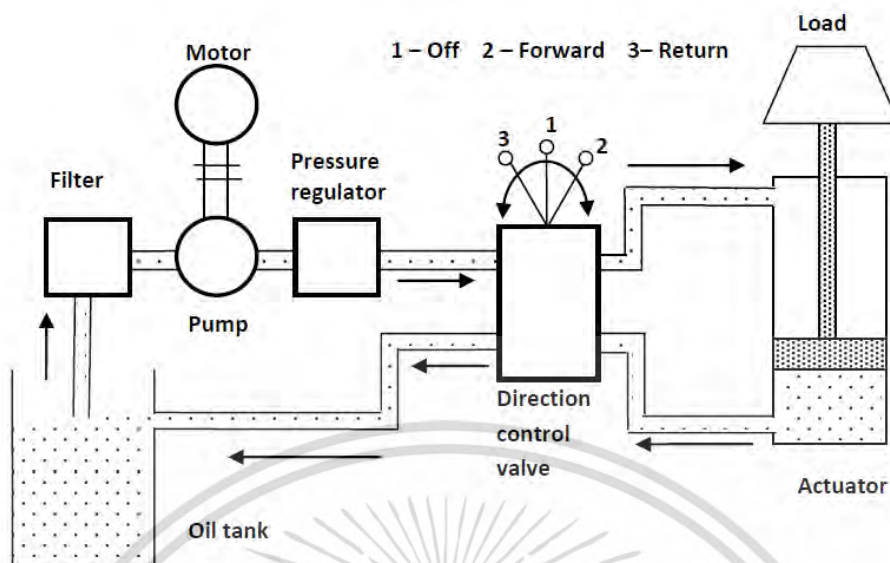 Load
Motor
1 – Off 2 – Forward 3– Return
3 1 2
Filter
Pressure
regulator
Pump
Direction
control
valve
Actuator
Oil tank